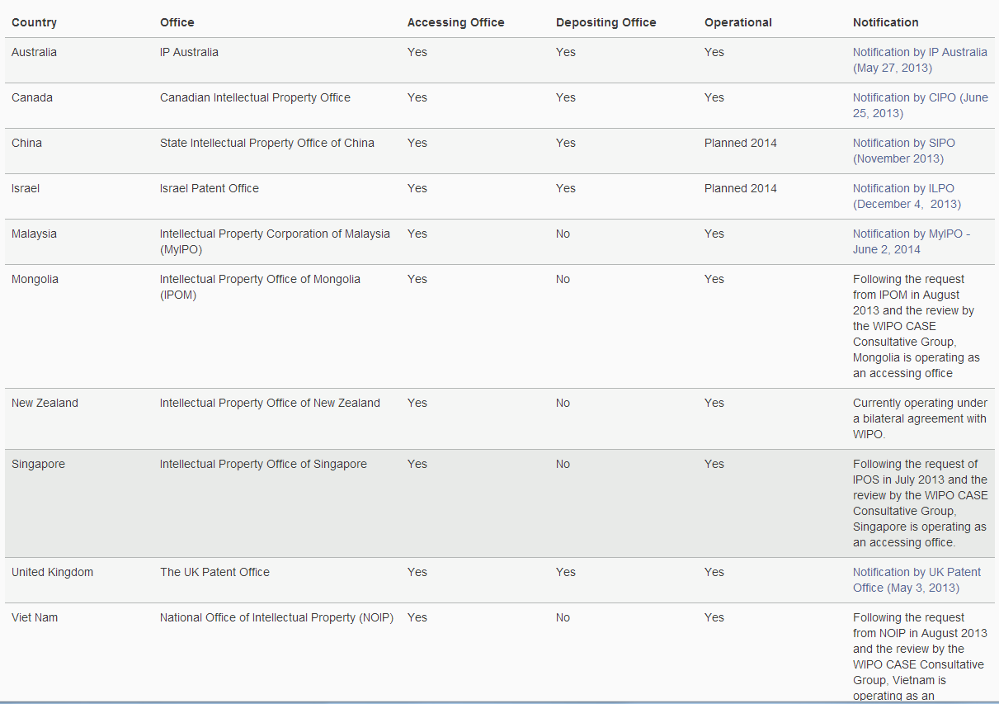 Country Office Accessing Office Depositing Office Operational Notification
Australia IP Australia Yes Yes Yes Notification by IP Australia
(May 27, 2013)
Canada Canadian Intellectual Property Office Yes Yes Yes Notification by CIPO (June
25, 2013)
China State Intellectual Property Office of China Yes Yes Planned 2014 Notification by SIPO
(November 2013)
Israel Israel Patent Office Yes Yes Planned 2014 Notification by ILPO
(December 4, 2013)
Malaysia Intellectual Property Corporation of Malaysia Yes No Yes Notification by MyIPO -
(MyIPO) June 2, 2014
Mongolia Intellectual Property Office of Mongolia Yes No Yes Following the request
(IPOM) from IPOM in August
2013 and the review by
the WIPO CASE
Consultative Group,
Mongolia is operating as
an accessing office
New Zealand Intellectual Property Office of New Zealand Yes No Yes Currently operating under
a bilateral agreement with
WIPO.
Singapore Intellectual Property Office of Singapore Yes No Yes Following the request of
IPOS in July 2013 and the
review by the WIPO CASE
Consultative Group,
Singapore is operating as
an accessing office.
United Kingdom The UK Patent Office Yes Yes Yes Notification by UK Patent
Office (May 3, 2013)
Viet Nam National Office of Intellectual Property (NOIP) Yes No Yes Following the request
from NOIP in August 2013
and the review by the
WIPO CASE Consultative
Group, Vietnam is
operating as an